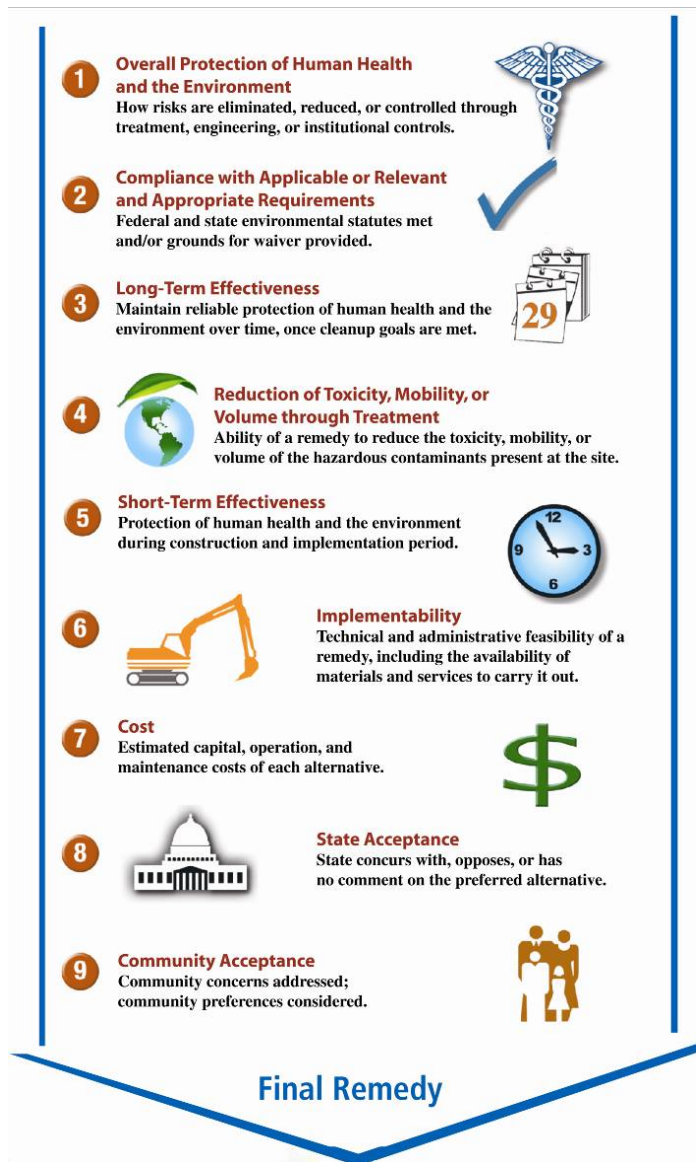 1
Overall Protection of Human Health
and the Environment
How risks are eliminated, reduced, or controlled through
treatment, engineering, or institutional controls.
2
Compliance with Applicable or Relevant
and Appropriate Requirements
Federal and state environmental statutes met
and/or grounds for waiver provided.
3
Long-Term Effectiveness
Maintain reliable protection of human health and the
environment over time, once cleanup goals are met.
29
4
Reduction of Toxicity, Mobility, or
Volume through Treatment
Ability of a remedy to reduce the toxicity, mobility, or
volume of the hazardous contaminants present at the site.
5
Short-Term Effectiveness
Protection of human health and the environment
during construction and implementation period.
12
9 3
6
6
Implementability
Technical and administrative feasibility of a
remedy, including the availability of
materials and services to carry it out.
7
Cost
Estimated capital, operation, and
maintenance costs of each alternative.
$
8
State Acceptance
State concurs with, opposes, or has
no comment on the preferred alternative.
9
Community Acceptance
Community concerns addressed;
community preferences considered.
Final Remedy